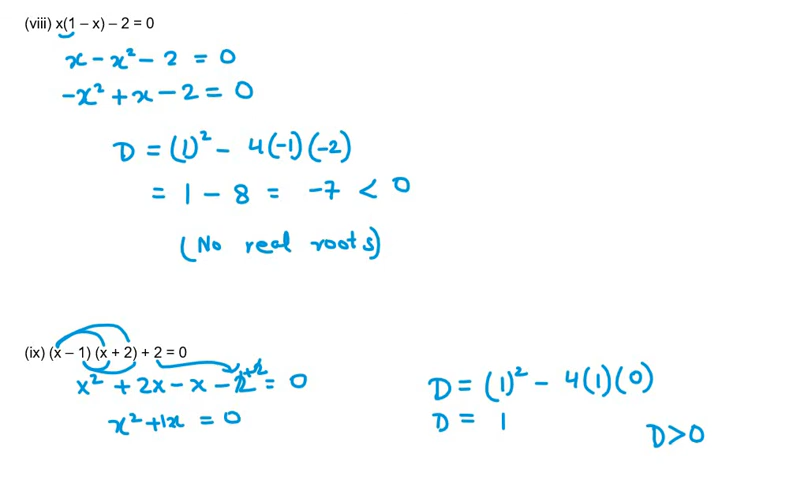 (viii) x(1 – x) – 2 = 0
x - x² - 2 = 0
-x² + x - 2 = 0
D = (1)² - 4(-1)(-2)
= 1 - 8 = -7 < 0
(No real roots)
(ix) (x – 1) (x + 2) + 2 = 0
x² + 2x - x - 2 + 2 = 0
x² + 1x = 0
D = (1)² - 4(1)(0)
D = 1
D > 0